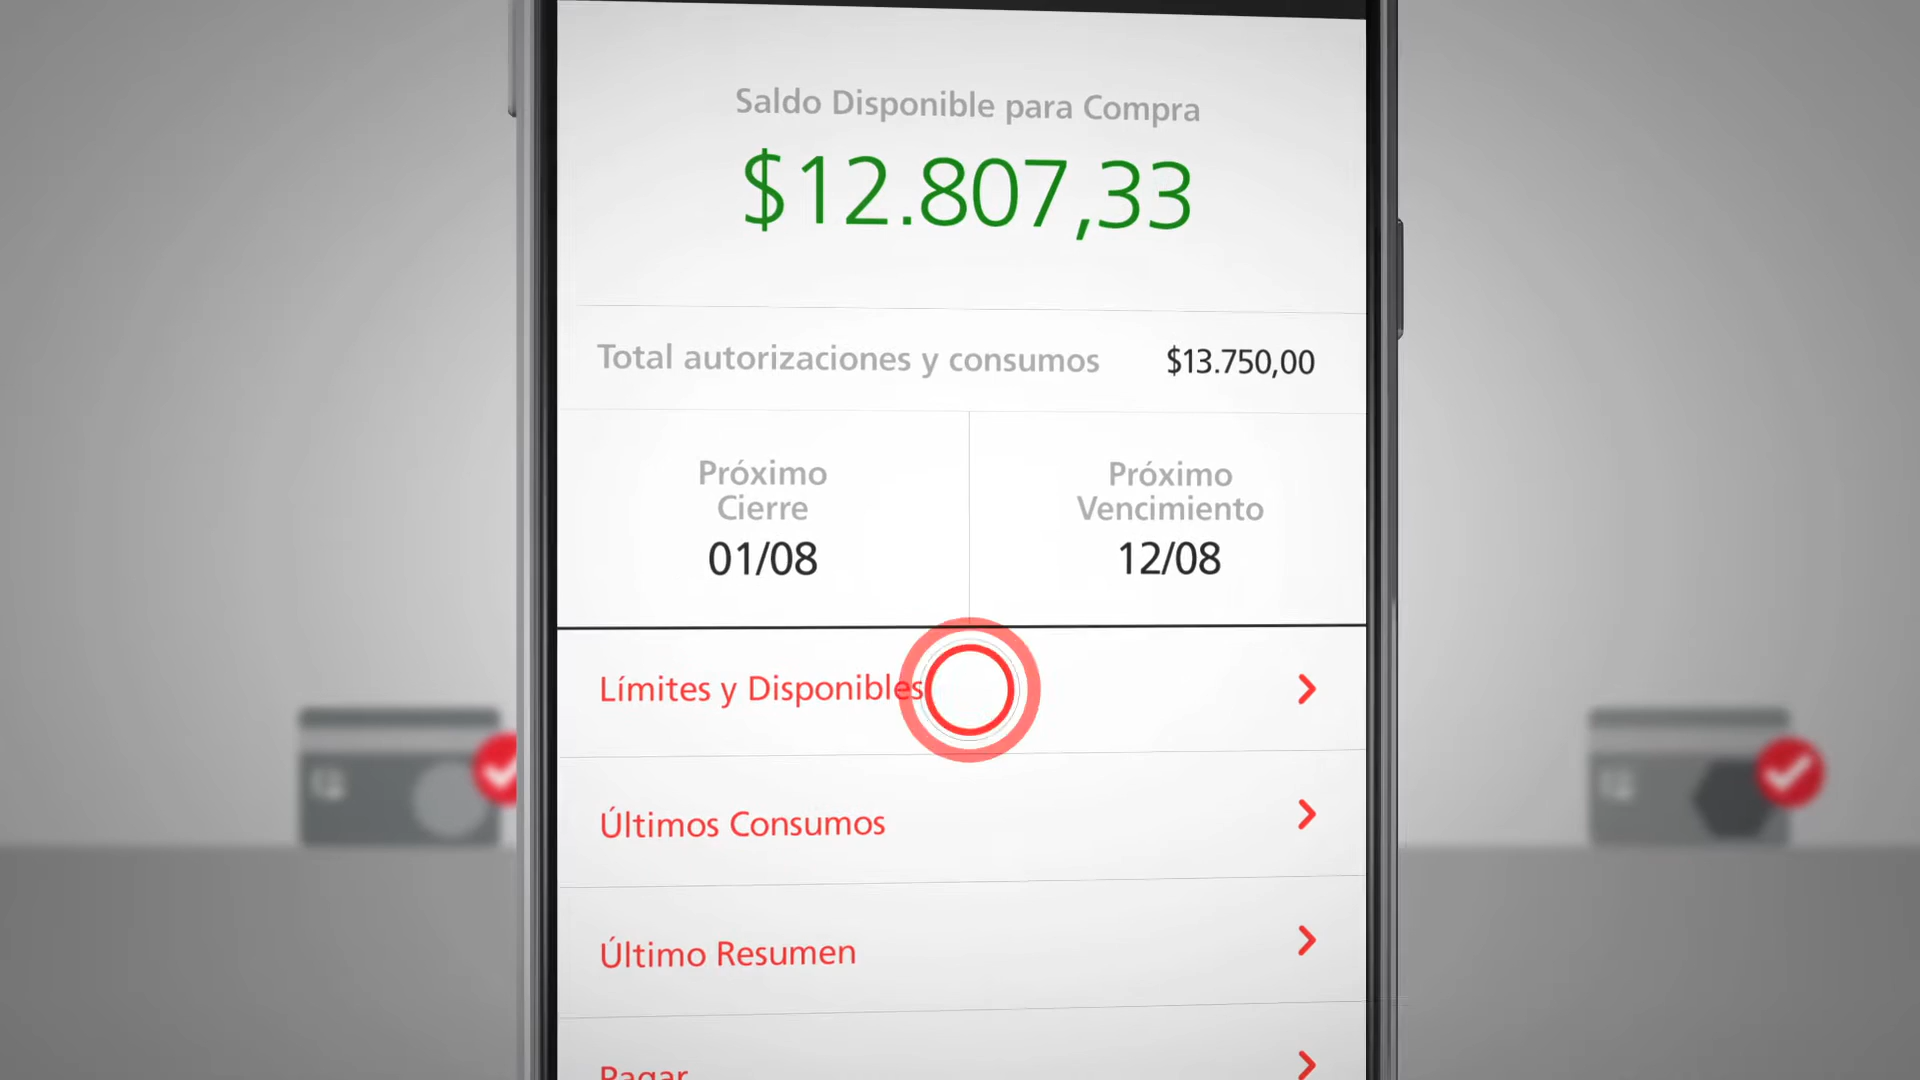 Saldo Disponible para Compra
$12.807,33
Total autorizaciones y consumos $13.750,00
Próximo
Cierre
01/08
Próximo
Vencimiento
12/08
Límites y Disponibles
Últimos Consumos
Último Resumen
Pagar